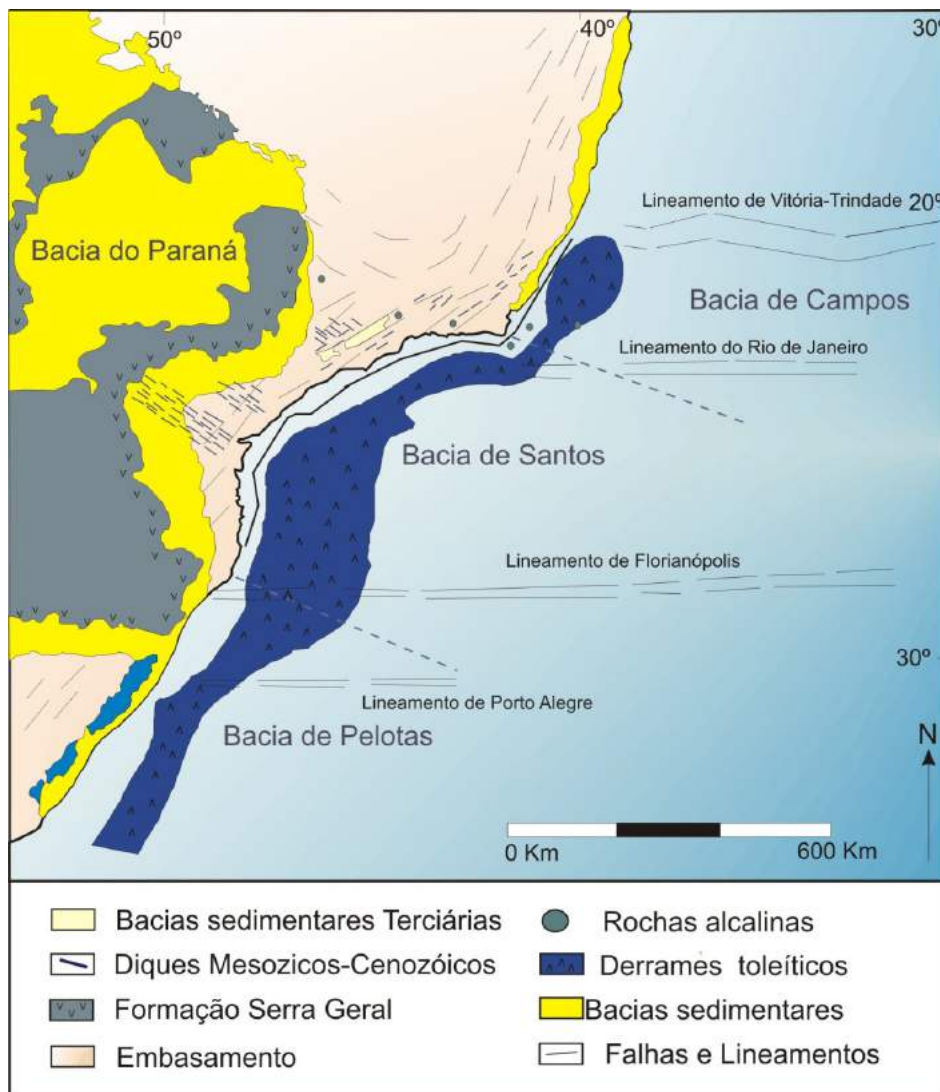 50º
40º
30º
Lineamento de Vitória-Trindade
20º
Bacia do Paraná
Bacia de Campos
Lineamento do Rio de Janeiro
Bacia de Santos
Lineamento de Florianópolis
30º
Lineamento de Porto Alegre
Bacia de Pelotas
N
0 Km
600 Km
Bacias sedimentares Terciárias
Rochas alcalinas
Diques Mesozicos-Cenozóicos
Derrames toleíticos
Formação Serra Geral
Bacias sedimentares
Embasamento
Falhas e Lineamentos